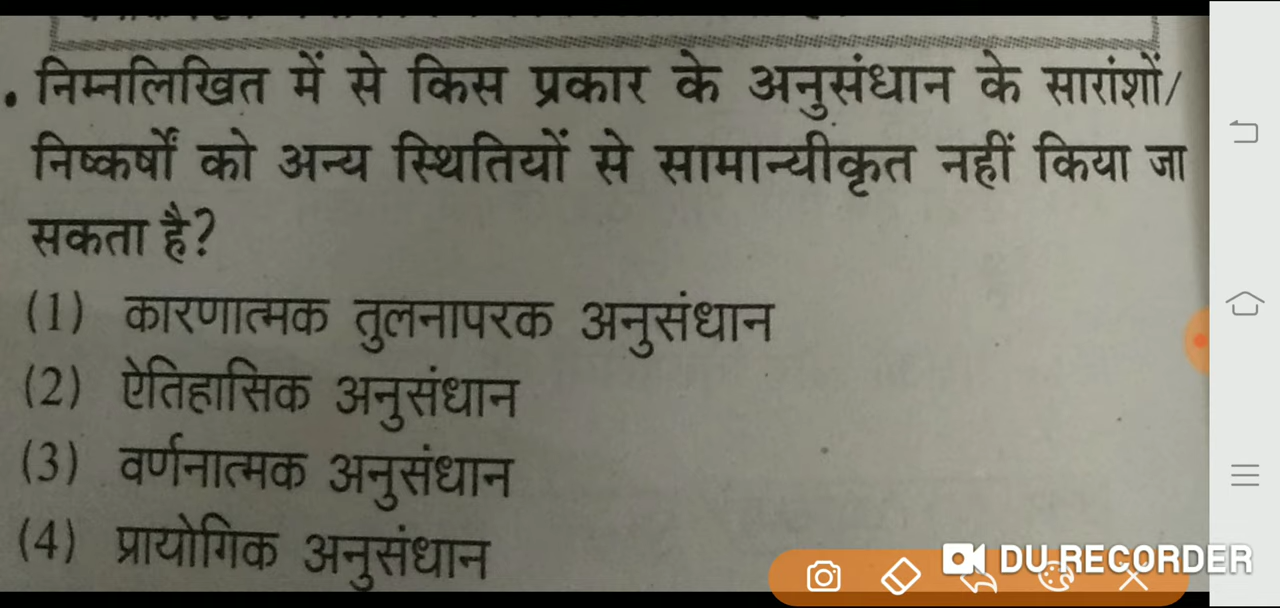 . निम्नलिखित में से किस प्रकार के अनुसंधान के सारांशों/
निष्कर्षों को अन्य स्थितियों से सामान्यीकृत नहीं किया जा
सकता है?
(1) कारणात्मक तुलनापरक अनुसंधान
(2) ऐतिहासिक अनुसंधान
(3) वर्णनात्मक अनुसंधान
(4) प्रायोगिक अनुसंधान
DU RECORDER